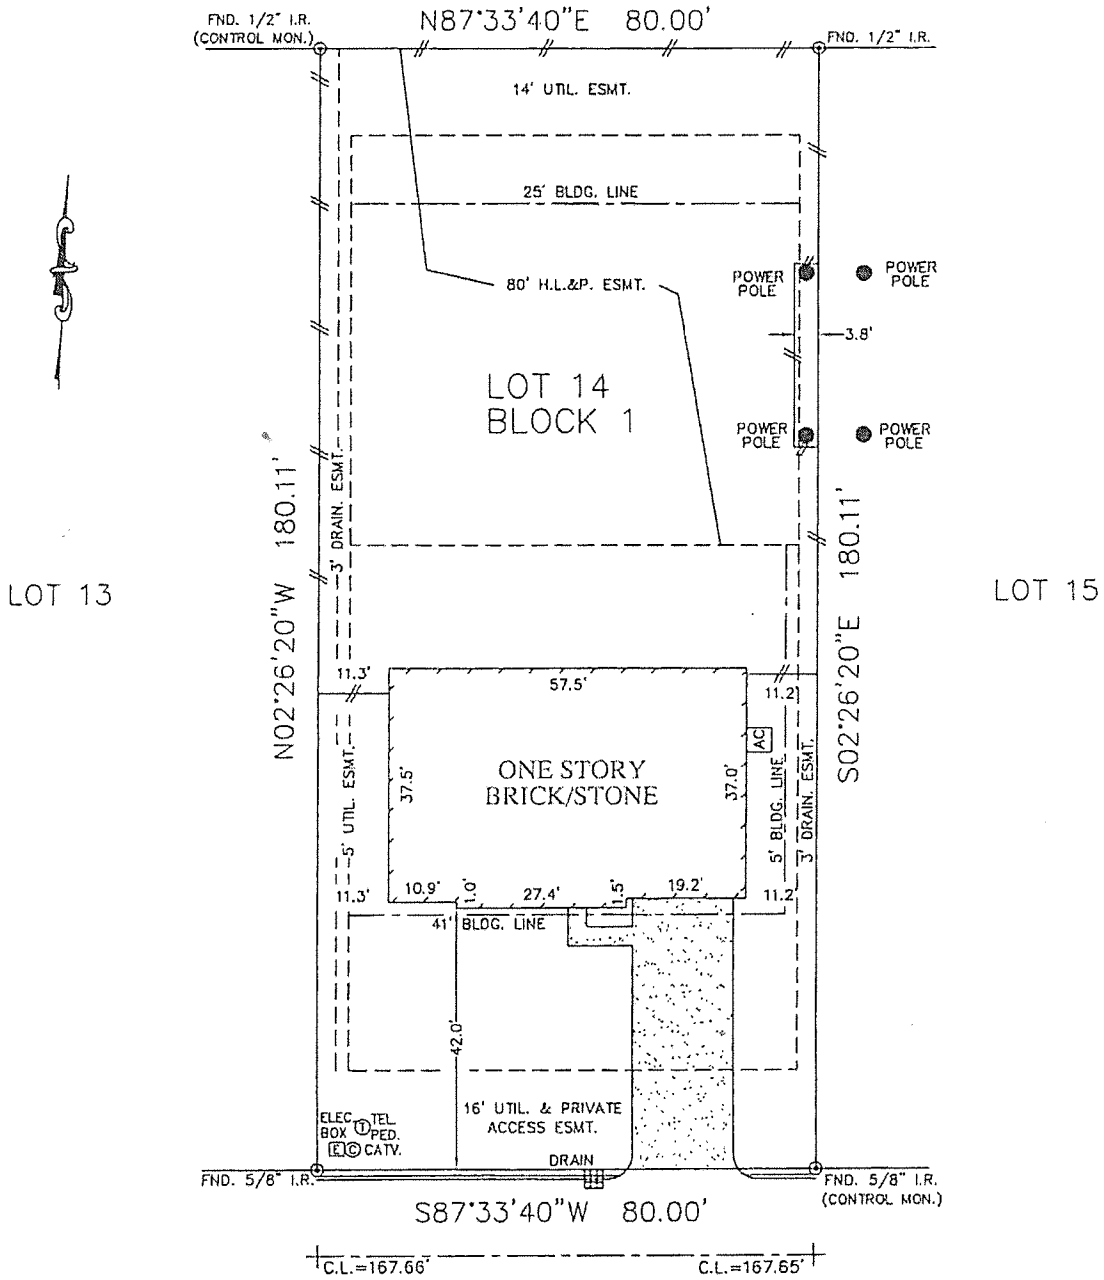 FND. 1/2" I.R.
(CONTROL MON.)
N87°33'40"E 80.00'
FND. 1/2" I.R.
14' UTIL. ESMT.
25' BLDG. LINE
POWER
POLE
POWER
POLE
80' H.L.&P. ESMT.
3.8'
LOT 14
BLOCK 1
POWER
POLE
POWER
POLE
N02°26'20"W 180.11'
3' DRAIN. ESMT.
S02°26'20"E 180.11'
LOT 13
LOT 15
11.3'
57.5'
11.2'
AC
ONE STORY
BRICK/STONE
37.5'
37.0'
5' UTIL. ESMT.
5' BLDG. LINE
3' DRAIN. ESMT.
11.3'
10.9'
1.0'
27.4'
1.5'
19.2'
11.2'
41' BLDG. LINE
42.0'
16' UTIL. & PRIVATE
ACCESS ESMT.
ELEC.
BOX
T
TEL
PED.
E
C
CATV.
DRAIN
FND. 5/8" I.R.
FND. 5/8" I.R.
(CONTROL MON.)
S87°33'40"W 80.00'
C.L.=167.66'
C.L.=167.65'